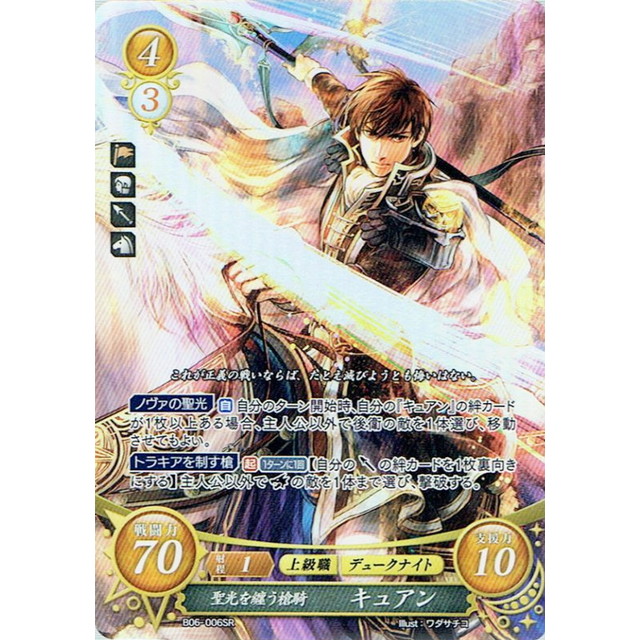 4
3
これが正義の戦いならば、たとえ滅びようとも悔いはない。
ノヴァの聖光 自 自分のターン開始時、自分の『キュアン』の絆カード
が1枚以上ある場合、主人公以外で後衛の敵を1体選び、移動
させてもよい。
トラキアを制す槍 起 1ターンに1回 【自分の の絆カードを1枚裏向き
にする】主人公以外で の敵を1体まで選び、撃破する。
戦闘力
70
射程 1
上級職
デュークナイト
支援力
10
聖光を纏う槍騎 キュアン
B06-006SR
Illust:ワダサチコ